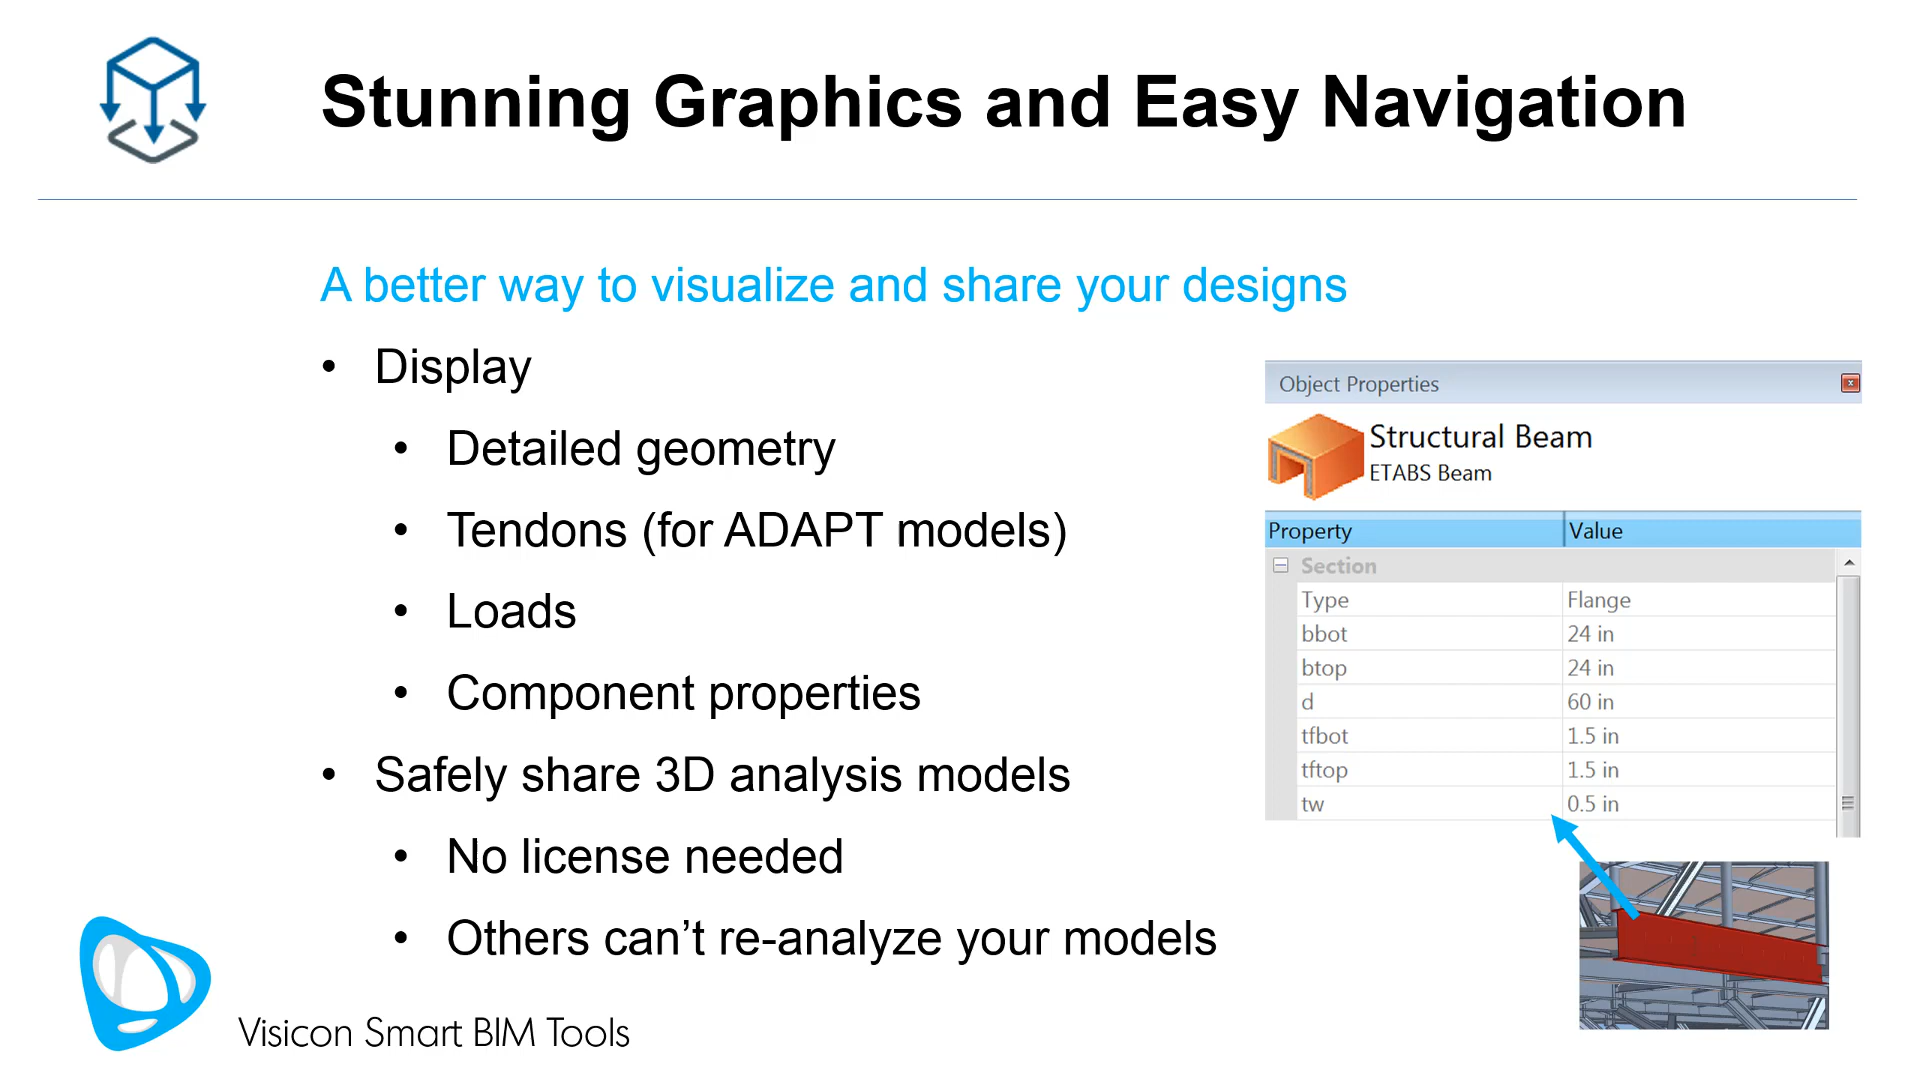 Stunning Graphics and Easy Navigation
A better way to visualize and share your designs
• Display
• Detailed geometry
• Tendons (for ADAPT models)
• Loads
• Component properties
• Safely share 3D analysis models
• No license needed
• Others can’t re-analyze your models
Object Properties
Structural Beam
ETABS Beam
Property Value
Section
Type Flange
bbot 24 in
btop 24 in
d 60 in
tfbot 1.5 in
tftop 1.5 in
tw 0.5 in
Visicon Smart BIM Tools